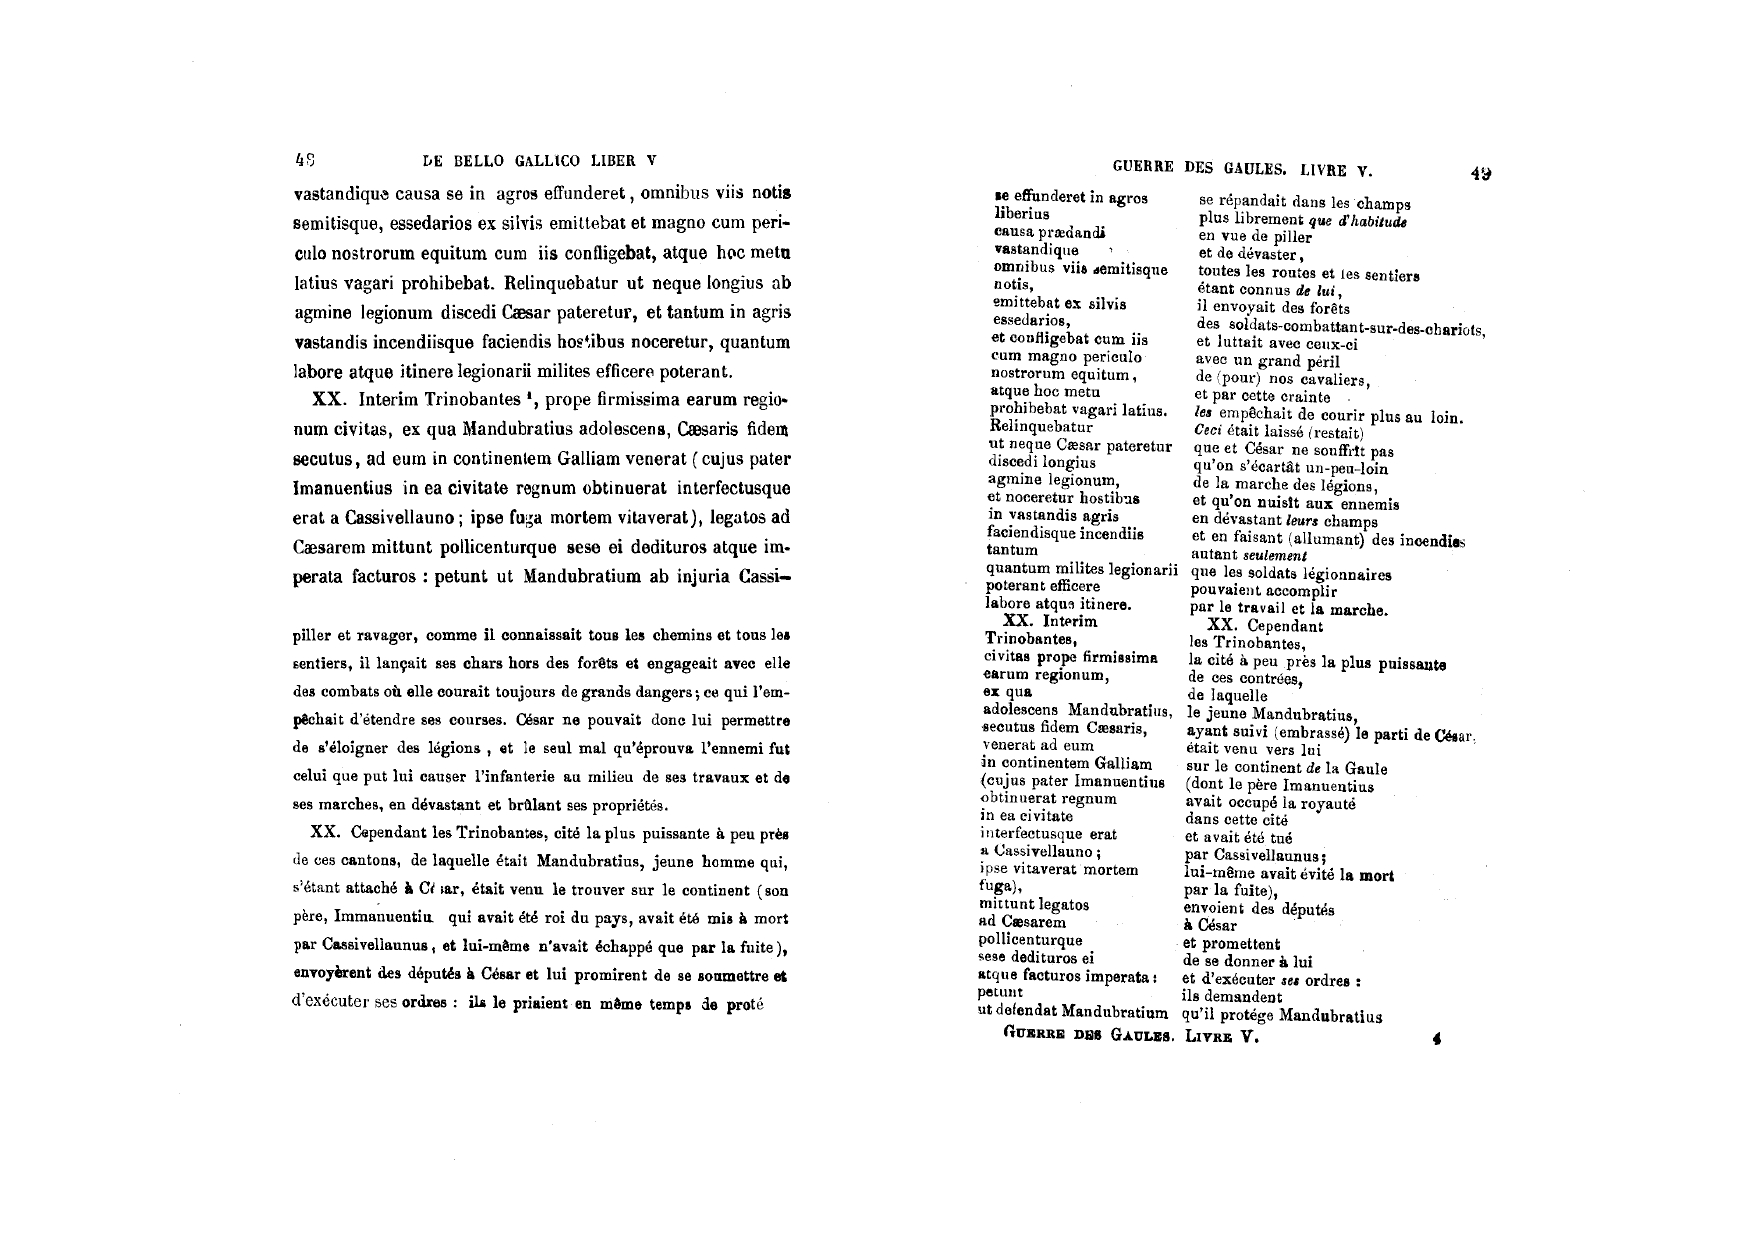 48 DE BELLO GALLICO LIBER V
vastandique causa se in agros effunderet, omnibus viis notis
semitisque, essedarios ex silvis emittebat et magno cum peri-
culo nostrorum equitum cum iis confligebat, atque hoc metu
latius vagari prohibebat. Relinquebatur ut neque longius ab
agmine legionum discedi Cæsar pateretur, et tantum in agris
vastandis incendiisque faciendis hostibus noceretur, quantum
labore atque itinere legionarii milites efficere poterant.
XX. Interim Trinobantes ¹, prope firmissima earum regio-
num civitas, ex qua Mandubratius adolescens, Cæsaris fidem
secutus, ad eum in continentem Galliam venerat (cujus pater
Imanuentius in ea civitate regnum obtinuerat interfectusque
erat a Cassivellauno; ipse fuga mortem vitaverat), legatos ad
Cæsarem mittunt pollicenturque sese ei dedituros atque im-
perata facturos : petunt ut Mandubratium ab injuria Cassi-
piller et ravager, comme il connaissait tous les chemins et tous les
sentiers, il lançait ses chars hors des forêts et engageait avec elle
des combats où elle courait toujours de grands dangers; ce qui l'em-
pêchait d'étendre ses courses. César ne pouvait donc lui permettre
de s'éloigner des légions, et le seul mal qu'éprouva l'ennemi fut
celui que put lui causer l'infanterie au milieu de ses travaux et de
ses marches, en dévastant et brûlant ses propriétés.
XX. Cependant les Trinobantes, cité la plus puissante à peu près
de ces cantons, de laquelle était Mandubratius, jeune homme qui,
s'étant attaché à César, était venu le trouver sur le continent (son
père, Immanuentiu qui avait été roi du pays, avait été mis à mort
par Cassivellaunus, et lui-même n'avait échappé que par la fuite),
envoyèrent des députés à César et lui promirent de se soumettre et
d'exécuter ses ordres : ils le priaient en même temps de proté
GUERRE DES GAULES. LIVRE V. 49
se effunderet in agros
liberius
causa prædandi
vastandique
omnibus viis semitisque
notis,
emittebat ex silvis
essedarios,
et confligebat cum iis
cum magno periculo
nostrorum equitum,
atque hoc metu
prohibebat vagari latius.
Relinquebatur
ut neque Cæsar pateretur
discedi longius
agmine legionum,
et noceretur hostibus
in vastandis agris
faciendisque incendiis
tantum
quantum milites legionarii
poterant efficere
labore atque itinere.
XX. Interim
Trinobantes,
civitas prope firmissima
earum regionum,
ex qua
adolescens Mandubratius,
secutus fidem Cæsaris,
venerat ad eum
in continentem Galliam
(cujus pater Imanuentius
obtinuerat regnum
in ea civitate
interfectusque erat
a Cassivellauno;
ipse vitaverat mortem
fuga),
mittunt legatos
ad Cæsarem
pollicenturque
sese dedituros ei
atque facturos imperata :
petunt
ut defendat Mandubratium
se répandait dans les champs
plus librement que d'habitude
en vue de piller
et de dévaster,
toutes les routes et les sentiers
étant connus de lui,
il envoyait des forêts
des soldats-combattant-sur-des-chariots,
et luttait avec ceux-ci
avec un grand péril
de (pour) nos cavaliers,
et par cette crainte
les empêchait de courir plus au loin.
Ceci était laissé (restait)
que et César ne souffrît pas
qu'on s'écartât un-peu-loin
de la marche des légions,
et qu'on nuisît aux ennemis
en dévastant leurs champs
et en faisant (allumant) des incendies
autant seulement
que les soldats légionnaires
pouvaient accomplir
par le travail et la marche.
XX. Cependant
les Trinobantes,
la cité à peu près la plus puissante
de ces contrées,
de laquelle
le jeune Mandubratius,
ayant suivi (embrassé) le parti de César,
était venu vers lui
sur le continent de la Gaule
(dont le père Imanuentius
avait occupé la royauté
dans cette cité
et avait été tué
par Cassivellaunus;
lui-même avait évité la mort
par la fuite),
envoient des députés
à César
et promettent
de se donner à lui
et d'exécuter ses ordres :
ils demandent
qu'il protége Mandubratius
GUERRE DES GAULES. LIVRE V. 4